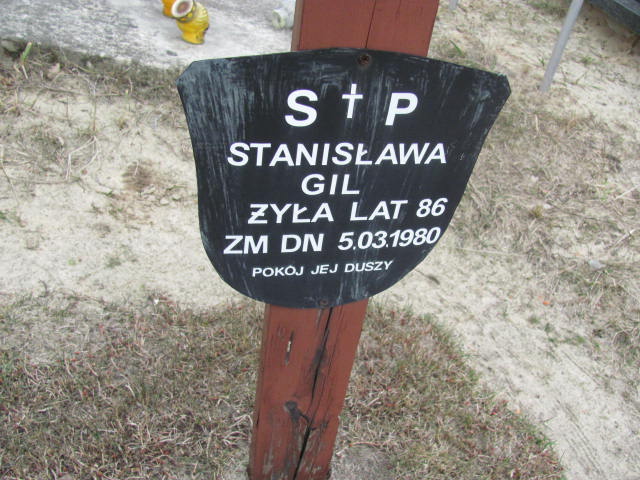 S † P
STANISŁAWA
GIL
ŻYŁA LAT 86
ZM DN 5.03.1980
POKÓJ JEJ DUSZY